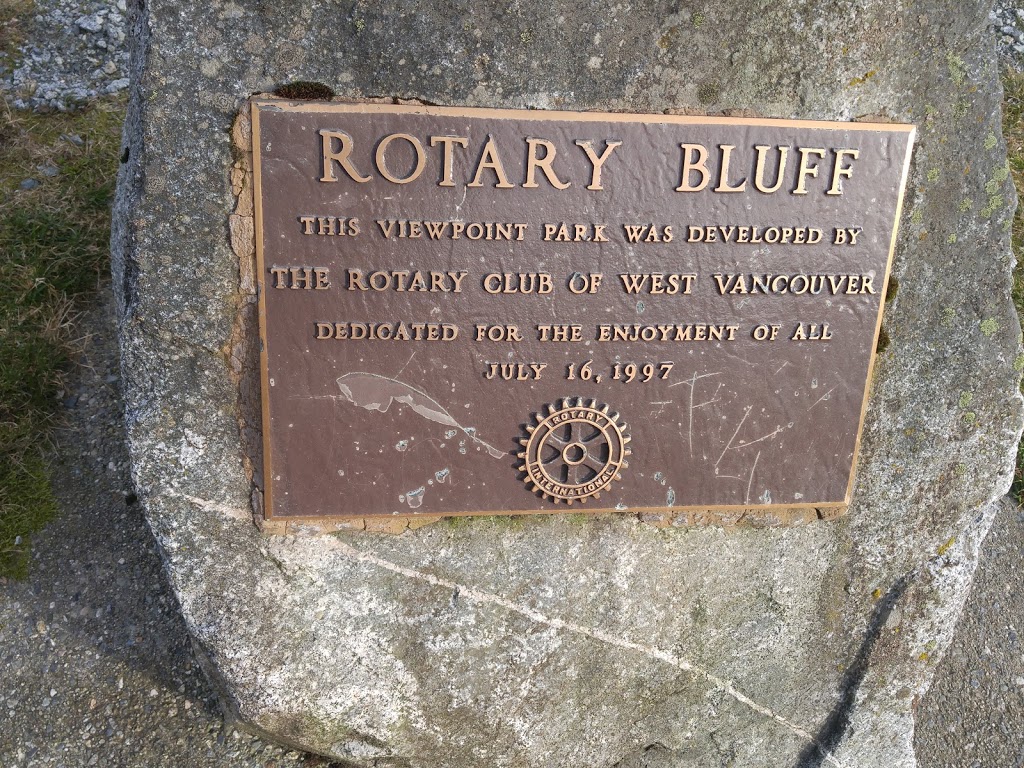 ROTARY BLUFF
THIS VIEWPOINT PARK WAS DEVELOPED BY
THE ROTARY CLUB OF WEST VANCOUVER
DEDICATED FOR THE ENJOYMENT OF ALL
JULY 16, 1997
ROTARY
INTERNATIONAL